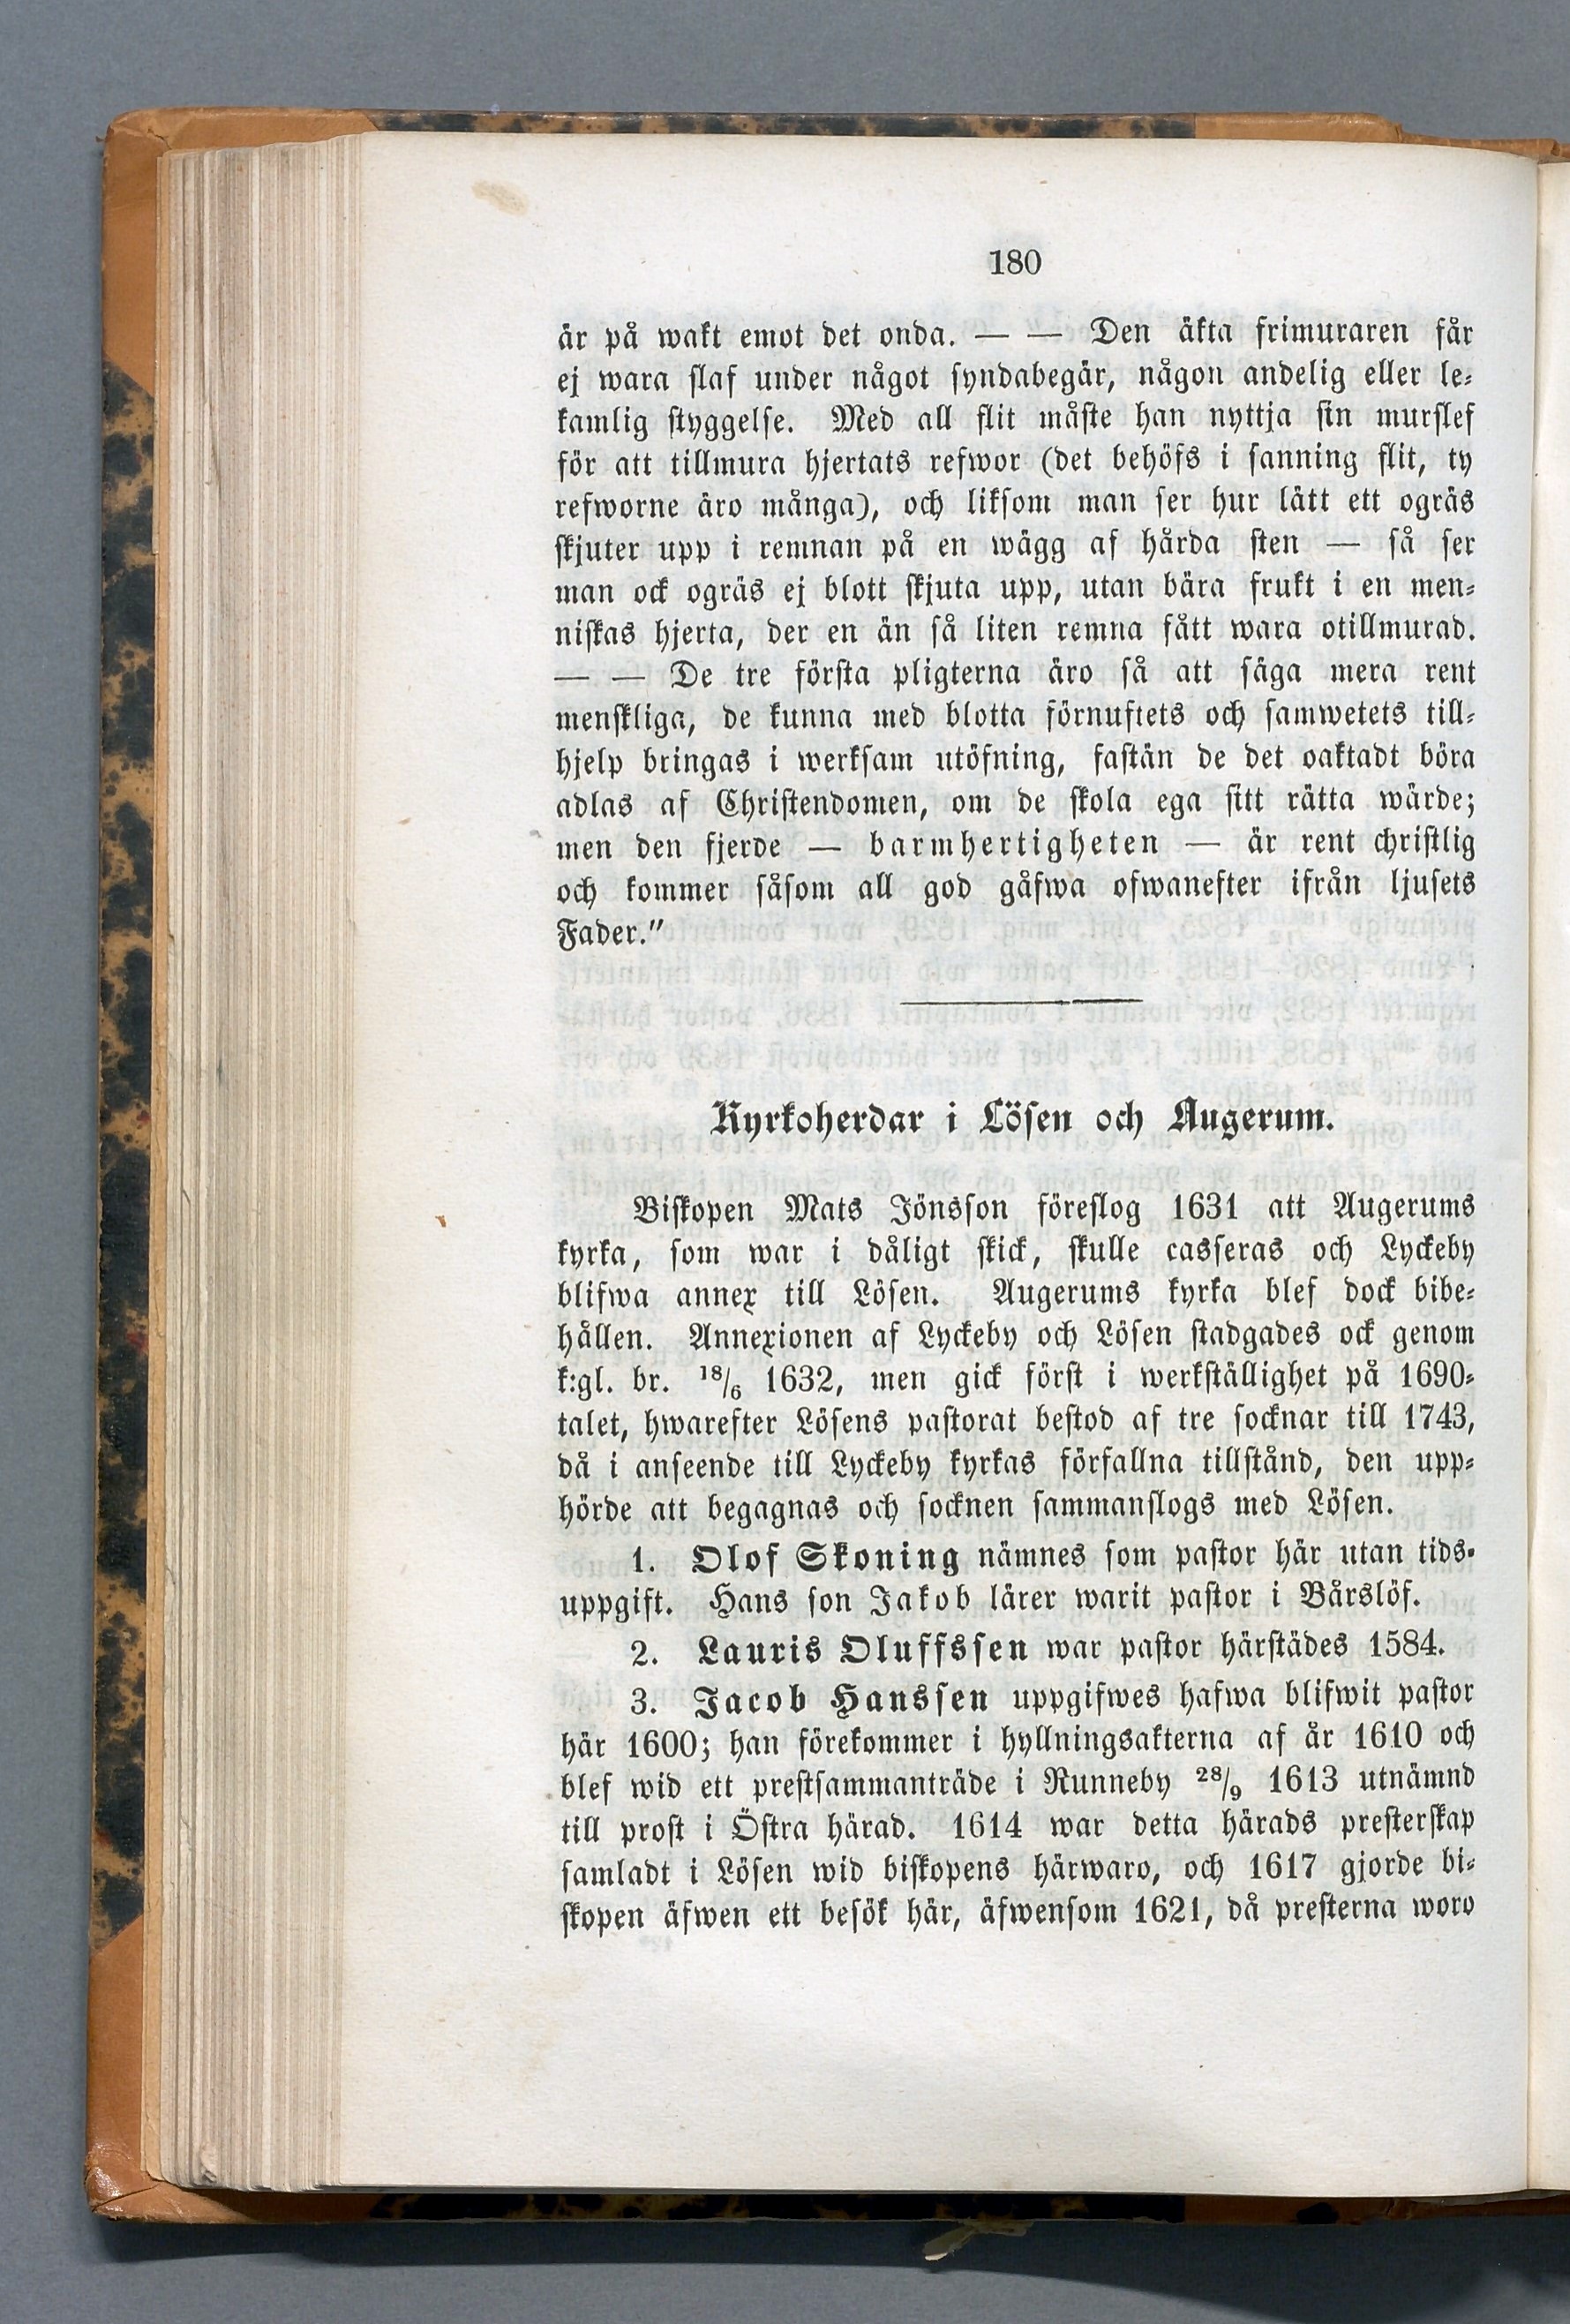 180
är på wakt emot det onda. — — Den äkta frimuraren får
ej wara slaf under något syndabegär, någon andelig eller le-
kamlig styggelse. Med all flit måste han nyttja sin murslef
för att tillmura hjertats refwor (det behöfs i sanning flit, ty
refworne äro många), och liksom man ser hur lätt ett ogräs
skjuter upp i remnan på en wägg af hårda sten — så ser
man ock ogräs ej blott skjuta upp, utan bära frukt i en men-
niskas hjerta, der en än så liten remna fått wara otillmurad.
— — De tre första pligterna äro så att säga mera rent
menskliga, de kunna med blotta förnuftets och samwetets till-
hjelp bringas i werksam utöfning, fastän de det oaktadt böra
adlas af Christendomen, om de skola ega sitt rätta wärde;
men den fjerde — barmhertigheten — är rent christlig
och kommer såsom all god gåfwa ofwanefter ifrån ljusets
Fader."
Kyrkoherdar i Lösen och Augerum.
Biskopen Mats Jönsson föreslog 1631 att Augerums
kyrka, som war i dåligt skick, skulle casseras och Lyckeby
blifwa annex till Lösen. Augerums kyrka blef dock bibe-
hållen. Annexionen af Lyckeby och Lösen stadgades ock genom
k:gl. br. 18/6 1632, men gick först i werkställighet på 1690-
talet, hwarefter Lösens pastorat bestod af tre socknar till 1743,
då i anseende till Lyckeby kyrkas förfallna tillstånd, den upp-
hörde att begagnas och socknen sammanslogs med Lösen.
1. Olof Skoning nämnes som pastor här utan tids-
uppgift. Hans son Jakob lärer warit pastor i Bårslöf.
2. Lauris Oluffssen war pastor härstädes 1584.
3. Jacob Hanssen uppgifwes hafwa blifwit pastor
här 1600; han förekommer i hyllningsakterna af år 1610 och
blef wid ett prestsammanträde i Runneby 28/9 1613 utnämnd
till prost i Östra härad. 1614 war detta härads presterskap
samladt i Lösen wid biskopens härwaro, och 1617 gjorde bi-
skopen äfwen ett besök här, äfwensom 1621, då presterna woro